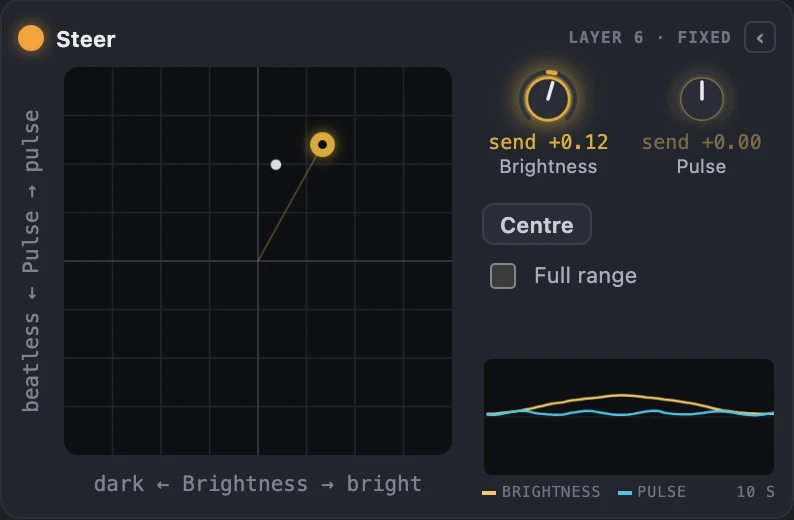 Steer
LAYER 6 · FIXED
‹
beatless ← Pulse → pulse
dark ← Brightness → bright
send +0.12
Brightness
send +0.00
Pulse
Centre
Full range
BRIGHTNESS
PULSE
10 S